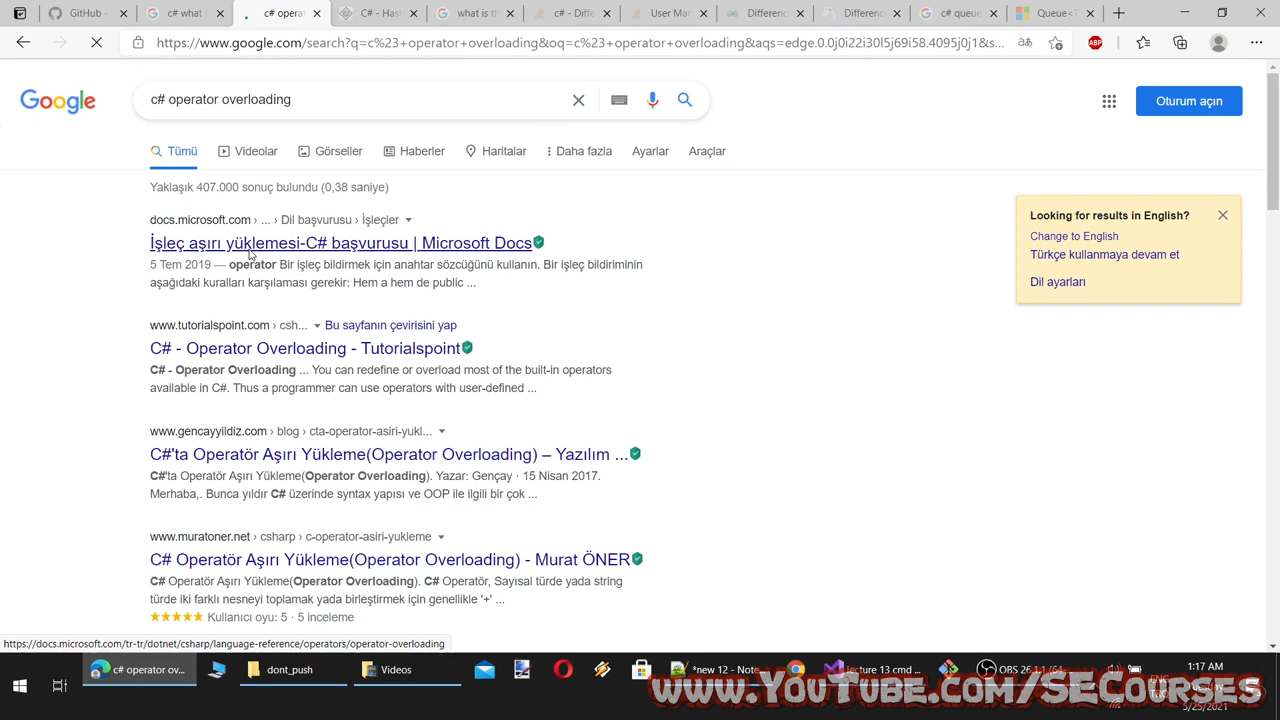 GitHub -
c# what i
c# operat
C# - Hast
what is th
c# - Diffe
User Mar
Differenc
Differenc
c# queue
Queue<T
https://www.google.com/search?q=c%23+operator+overloading&oq=c%23+operator+overloading&aqs=edge.0.0j0i22i30l5j69i58.4095j0j1&s...
ABP
Google
c# operator overloading
Oturum açın
Tümü
Videolar
Görseller
Haberler
Haritalar
Daha fazla
Ayarlar
Araçlar
Yaklaşık 407.000 sonuç bulundu (0,38 saniye)
docs.microsoft.com › ... › Dil başvurusu › İşleçler
İşleç aşırı yüklemesi-C# başvurusu | Microsoft Docs
5 Tem 2019 — operator Bir işleç bildirmek için anahtar sözcüğünü kullanın. Bir işleç bildiriminin
aşağıdaki kuralları karşılaması gerekir: Hem a hem de public ...
www.tutorialspoint.com › csh... Bu sayfanın çevirisini yap
C# - Operator Overloading - Tutorialspoint
C# - Operator Overloading ... You can redefine or overload most of the built-in operators
available in C#. Thus a programmer can use operators with user-defined ...
www.gencayyildiz.com › blog › cta-operator-asiri-yukl...
C#'ta Operatör Aşırı Yükleme(Operator Overloading) – Yazılım ...
C#'ta Operatör Aşırı Yükleme(Operator Overloading). Yazar: Gençay · 15 Nisan 2017.
Merhaba,. Bunca yıldır C# üzerinde syntax yapısı ve OOP ile ilgili bir çok ...
www.muratoner.net › csharp › c-operator-asiri-yukleme
C# Operatör Aşırı Yükleme(Operator Overloading) - Murat ÖNER
C# Operatör Aşırı Yükleme(Operator Overloading). C# Operatör, Sayısal türde yada string
türde iki farklı nesneyi toplamak yada birleştirmek için genellikle '+' ...
Kullanıcı oyu: 5 · 5 inceleme
Looking for results in English?
Change to English
Türkçe kullanmaya devam et
Dil ayarları
https://docs.microsoft.com/tr-tr/dotnet/csharp/language-reference/operators/operator-overloading
c# operator ov...
dont_push
Videos
*new 12 - Note...
lecture 13 cmd ...
OBS 26.1.1 (64...
1:17 AM
5/25/2021
www.YouTube.com/SECourses